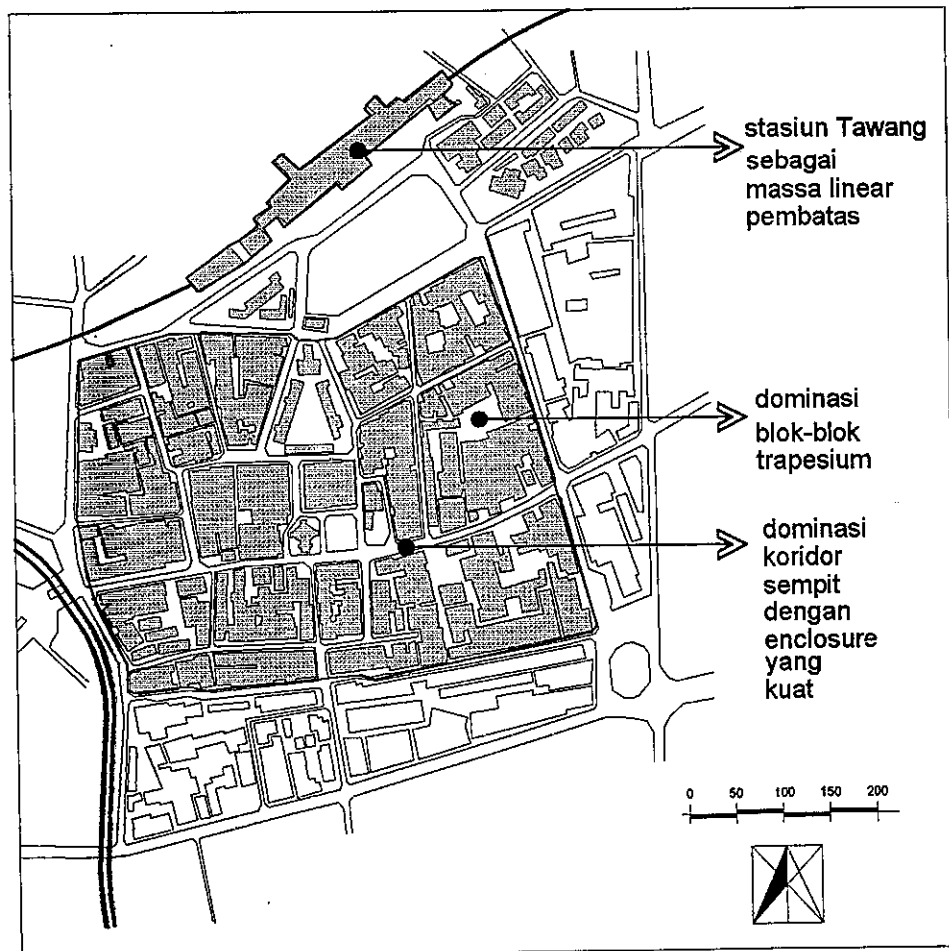 stasiun Tawang
sebagai
massa linear
pembatas
dominasi
blok-blok
trapesium
dominasi
koridor
sempit
dengan
enclosure
yang
kuat
0 50 100 150 200